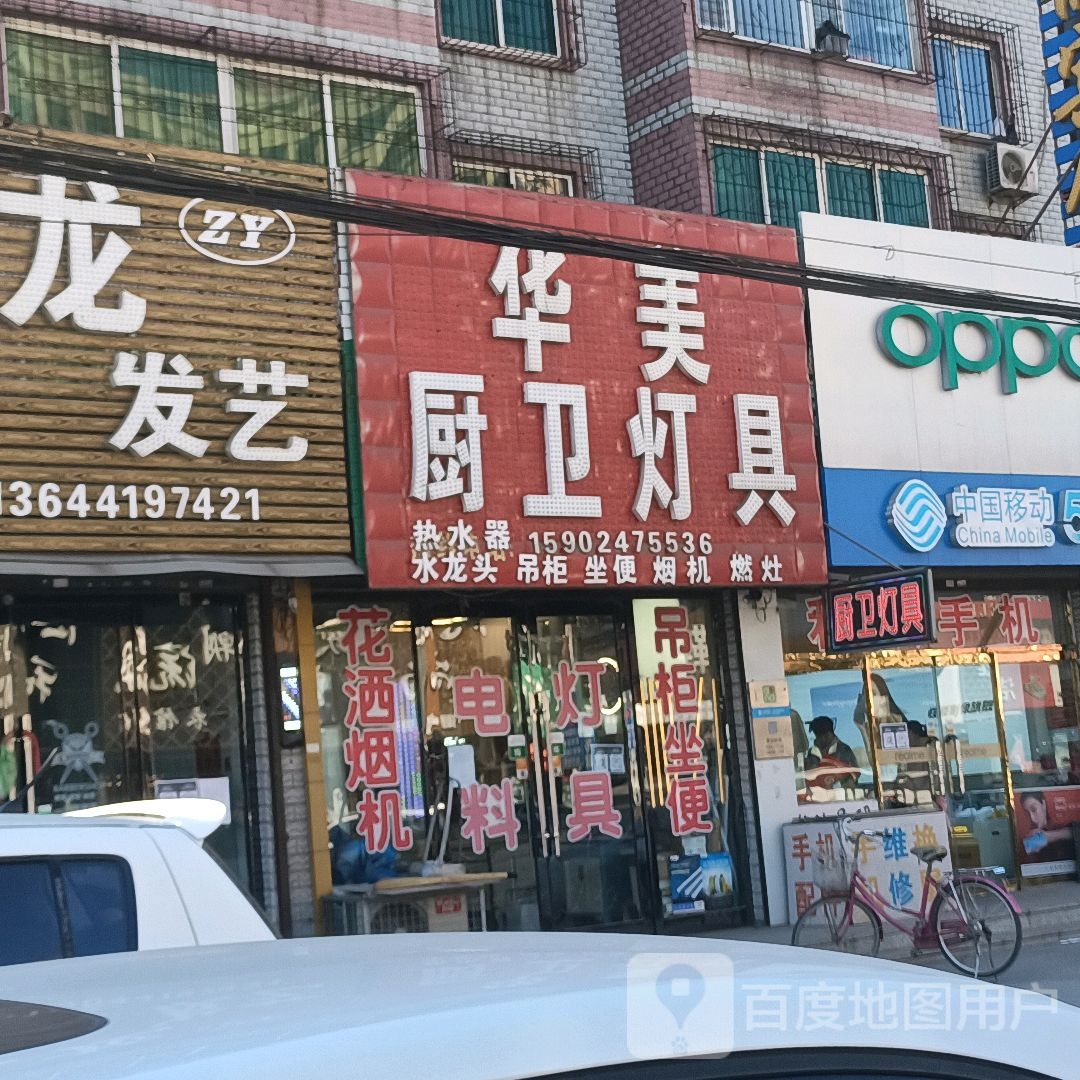 龙
ZY
发艺
13644197421
华美
厨卫灯具
热水器 15902475536
水龙头 吊柜 坐便 烟机 燃灶
花洒烟机
电料
灯具
吊柜坐便
oppo
中国移动
China Mobile
5
厨卫灯具
手机
realme
手机
维换
修
百度地图用户